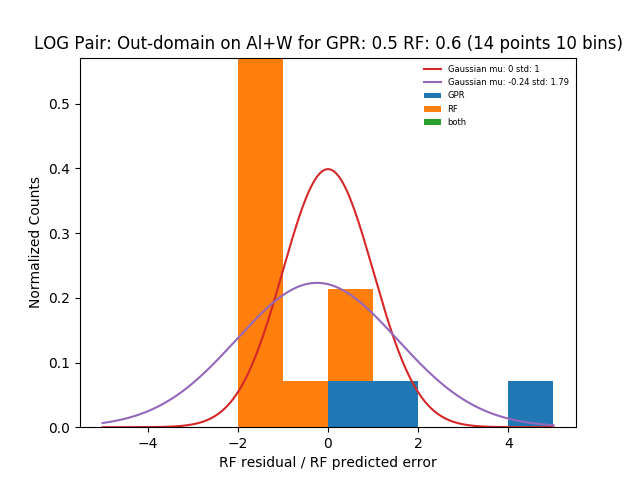 LOG Pair: Out-domain on Al+W for GPR: 0.5 RF: 0.6 (14 points 10 bins)
Gaussian mu: 0 std: 1
Gaussian mu: -0.24 std: 1.79
GPR
RF
both
Normalized Counts
0.5
0.4
0.3
0.2
0.1
0.0
−4
−2
0
2
4
RF residual / RF predicted error